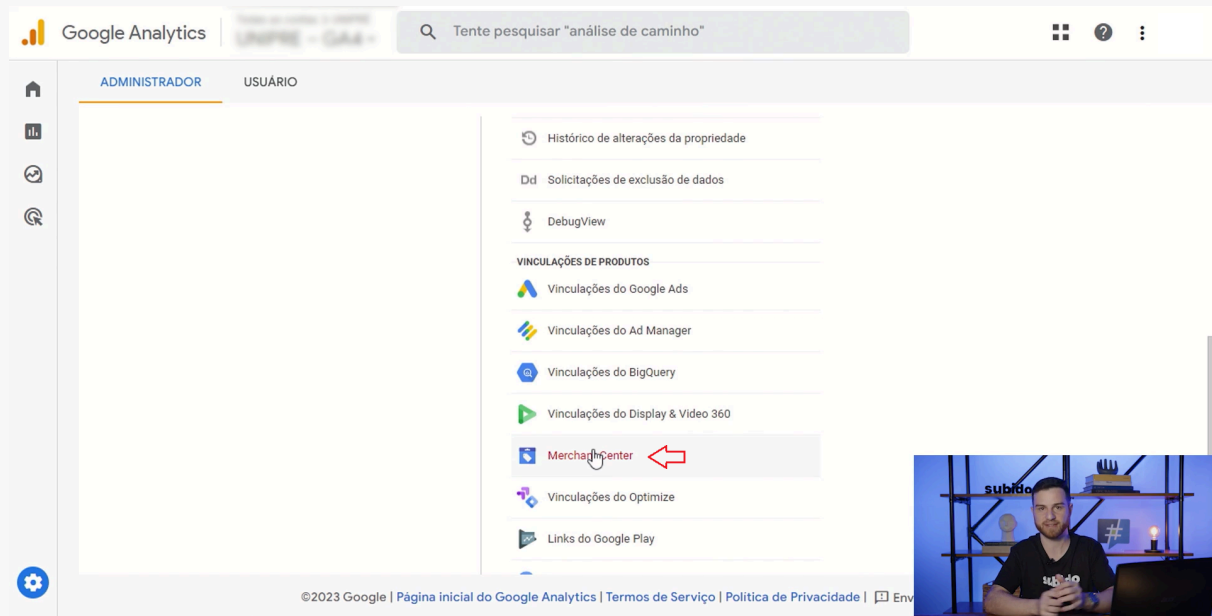 Google Analytics
Tente pesquisar "análise de caminho"
ADMINISTRADOR
USUÁRIO
Histórico de alterações da propriedade
Dd Solicitações de exclusão de dados
DebugView
VINCULAÇÕES DE PRODUTOS
Vinculações do Google Ads
Vinculações do Ad Manager
Vinculações do BigQuery
Vinculações do Display & Video 360
Merchant Center
Vinculações do Optimize
Links do Google Play
©2023 Google | Página inicial do Google Analytics | Termos de Serviço | Política de Privacidade | Env
subido
#
subido